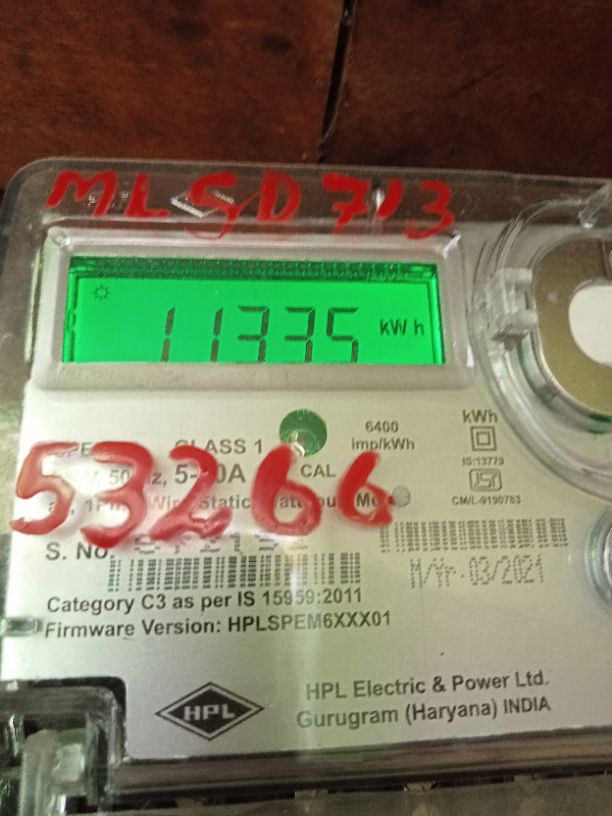 MLSD713
11335 kWh
6400
imp/kWh
kWh
CLASS 1
CAL
IS:13779
CM/L-9190783
53266
S. No.
M/Yr. 03/2021
Category C3 as per IS 15959:2011
Firmware Version: HPLSPEM6XXX01
HPL
HPL Electric & Power Ltd.
Gurugram (Haryana) INDIA